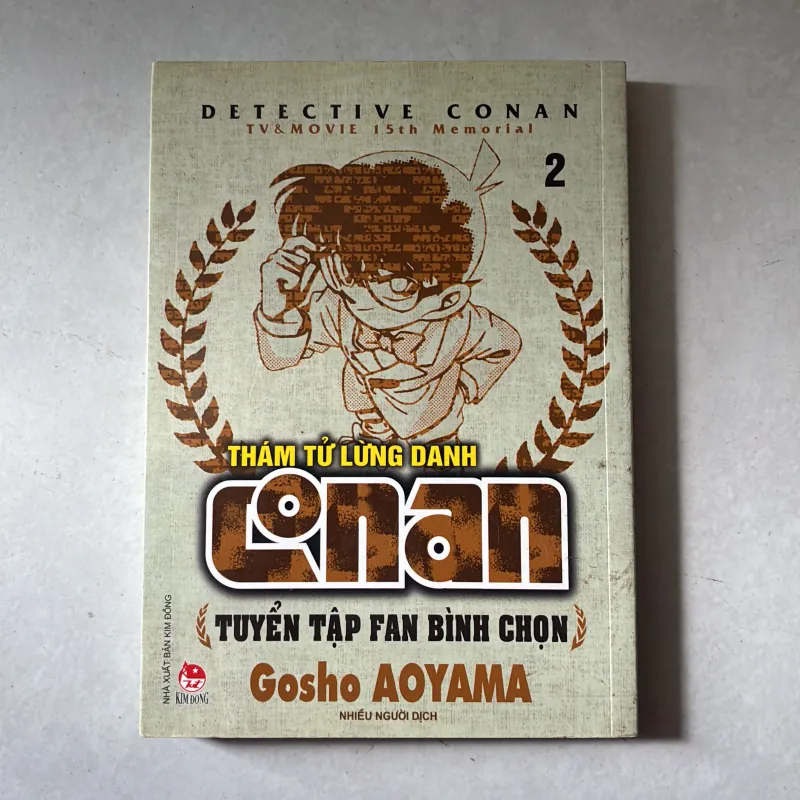 DETECTIVE CONAN
TV & MOVIE 15th Memorial
2
THÁM TỬ LỪNG DANH
Conan
TUYỂN TẬP FAN BÌNH CHỌN
Gosho AOYAMA
NHIỀU NGƯỜI DỊCH
NHÀ XUẤT BẢN KIM ĐỒNG
KIM ĐỒNG